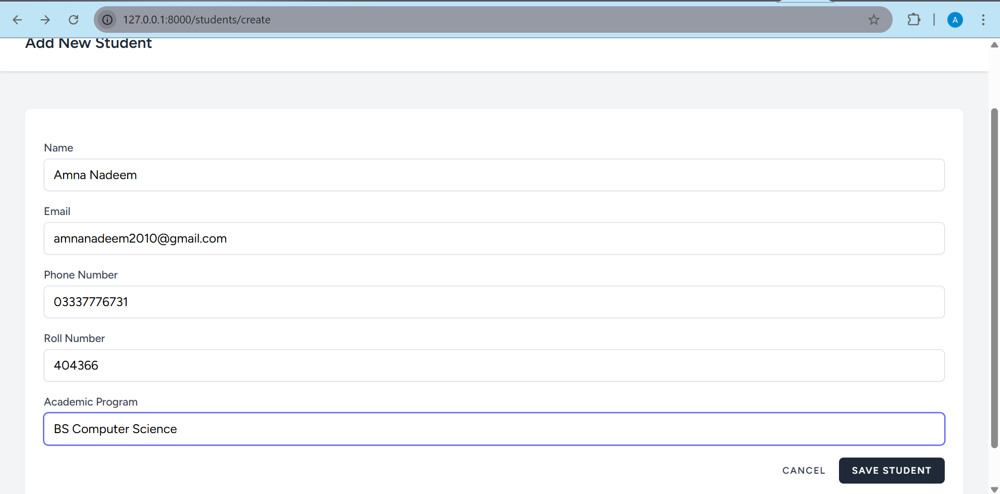 127.0.0.1:8000/students/create
A
Add New Student
Name
Amna Nadeem
Email
amnanadeem2010@gmail.com
Phone Number
03337776731
Roll Number
404366
Academic Program
BS Computer Science
CANCEL
SAVE STUDENT